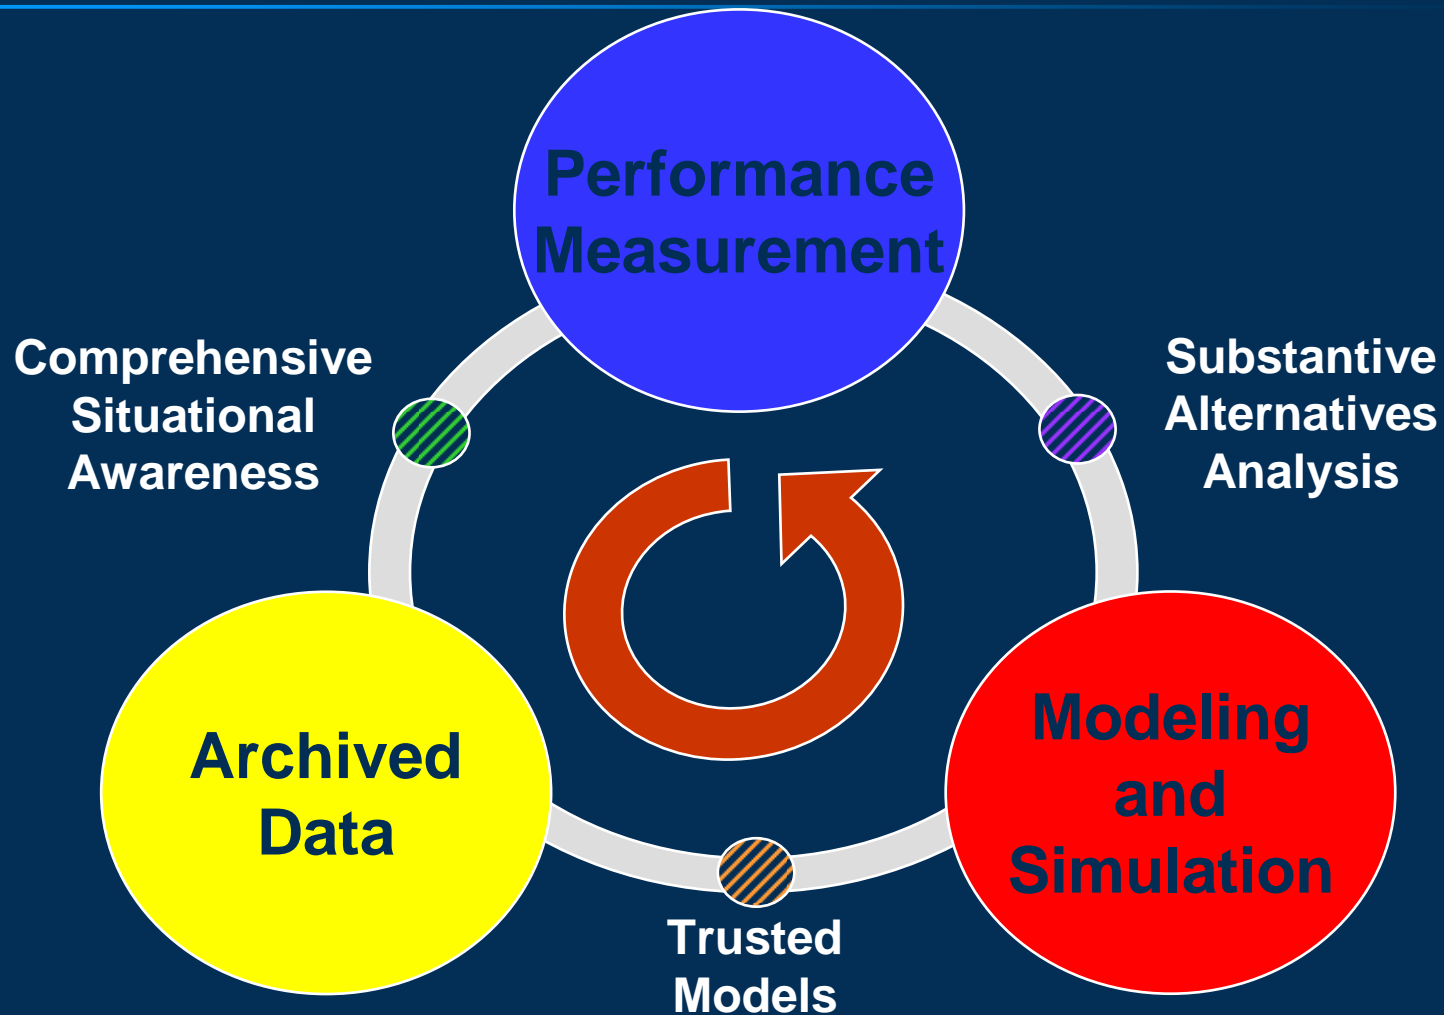 Performance
Measurement
Comprehensive
Situational
Awareness
Substantive
Alternatives
Analysis
Archived
Data
Modeling
and
Simulation
Trusted
Models